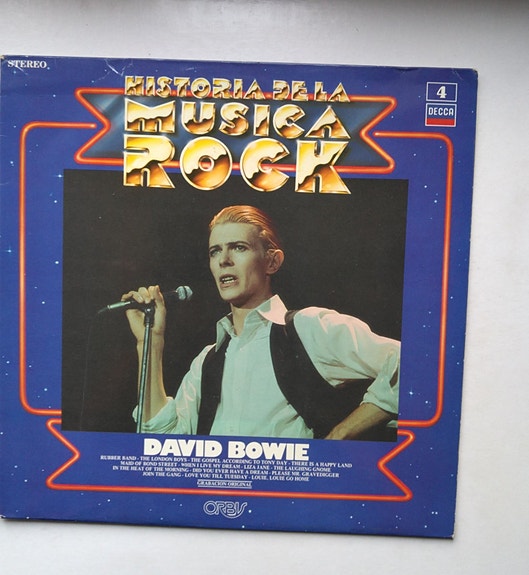 STEREO
HISTORIA DE LA
MUSICA
ROCK
4
DECCA
DAVID BOWIE
RUBBER BAND · THE LONDON BOYS · THE GOSPEL ACCORDING TO TONY DAY · THERE IS A HAPPY LAND
MAID OF BOND STREET · WHEN I LIVE MY DREAM · LIZA JANE · THE LAUGHING GNOME
IN THE HEAT OF THE MORNING · DID YOU EVER HAVE A DREAM · PLEASE MR. GRAVEDIGGER
JOIN THE GANG · LOVE YOU TILL TUESDAY · LOUIE, LOUIE GO HOME
GRABACION ORIGINAL
ORBIS